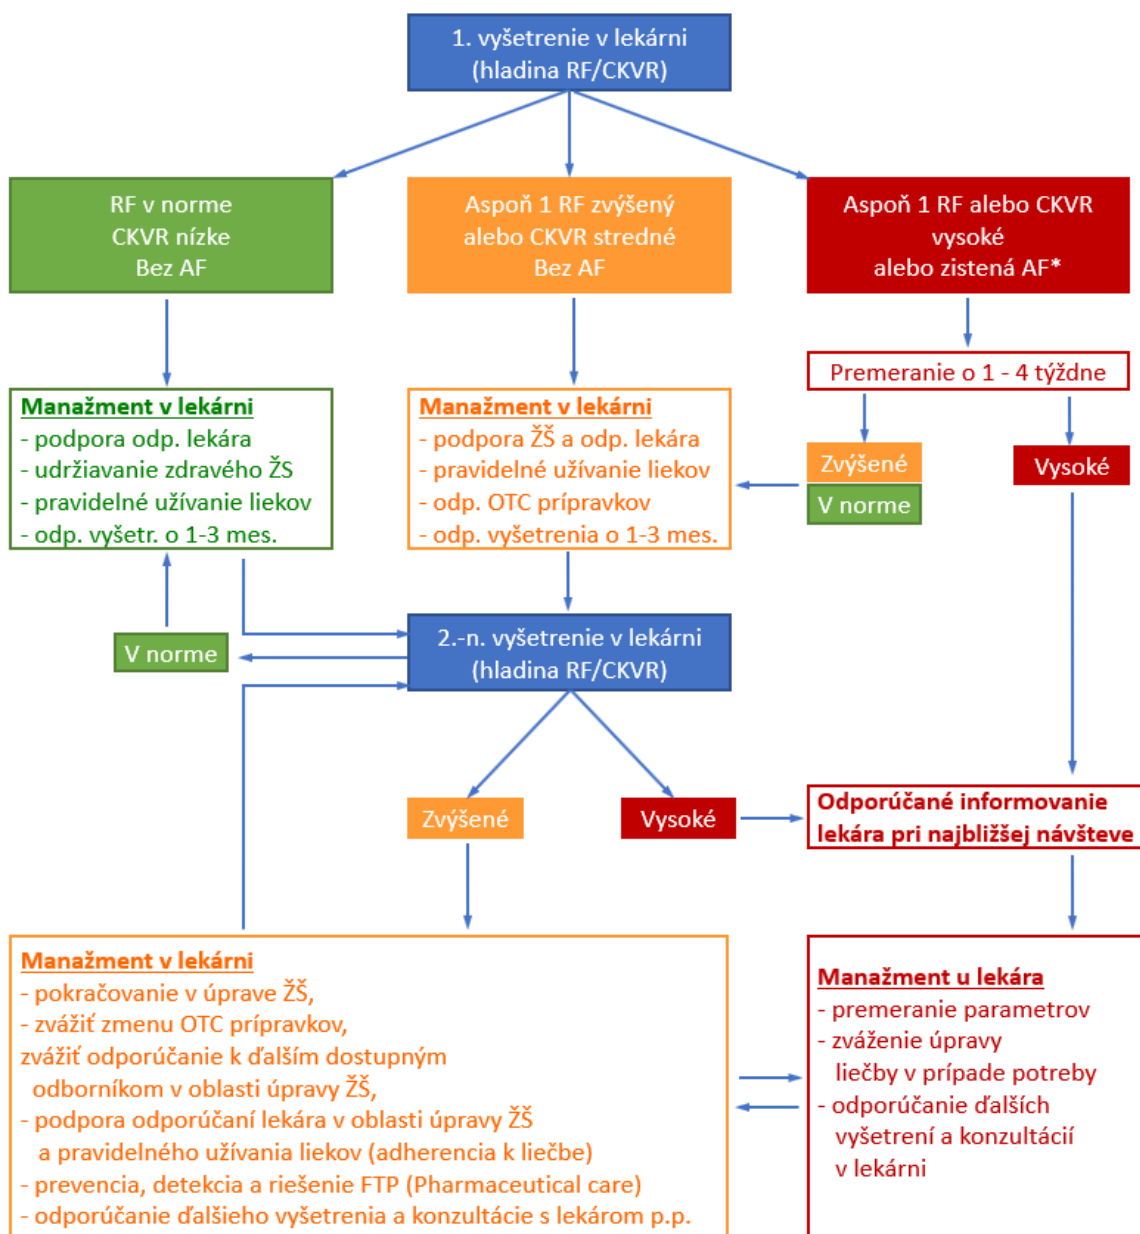 1. vyšetrenie v lekárni
(hladina RF/CKVR)
RF v norme
CKVR nízke
Bez AF
Aspoň 1 RF zvýšený
alebo CKVR stredné
Bez AF
Aspoň 1 RF alebo CKVR
vysoké
alebo zistená AF*
Premeranie o 1 - 4 týždne
Manažment v lekárni
- podpora odp. lekára
- udržiavanie zdravého ŽS
- pravidelné užívanie liekov
- odp. vyšetr. o 1-3 mes.
Manažment v lekárni
- podpora ŽŠ a odp. lekára
- pravidelné užívanie liekov
- odp. OTC prípravkov
- odp. vyšetrenia o 1-3 mes.
Zvýšené
V norme
Vysoké
V norme
2.-n. vyšetrenie v lekárni
(hladina RF/CKVR)
Zvýšené
Vysoké
Odporúčané informovanie
lekára pri najbližšej návšteve
Manažment v lekárni
- pokračovanie v úprave ŽŠ,
- zvážiť zmenu OTC prípravkov,
zvážiť odporúčanie k ďalším dostupným
odborníkom v oblasti úpravy ŽŠ,
- podpora odporúčaní lekára v oblasti úpravy ŽŠ
a pravidelného užívania liekov (adherencia k liečbe)
- prevencia, detekcia a riešenie FTP (Pharmaceutical care)
- odporúčanie ďalšieho vyšetrenia a konzultácie s lekárom p.p.
Manažment u lekára
- premeranie parametrov
- zváženie úpravy
liečby v prípade potreby
- odporúčanie ďalších
vyšetrení a konzultácií
v lekárni